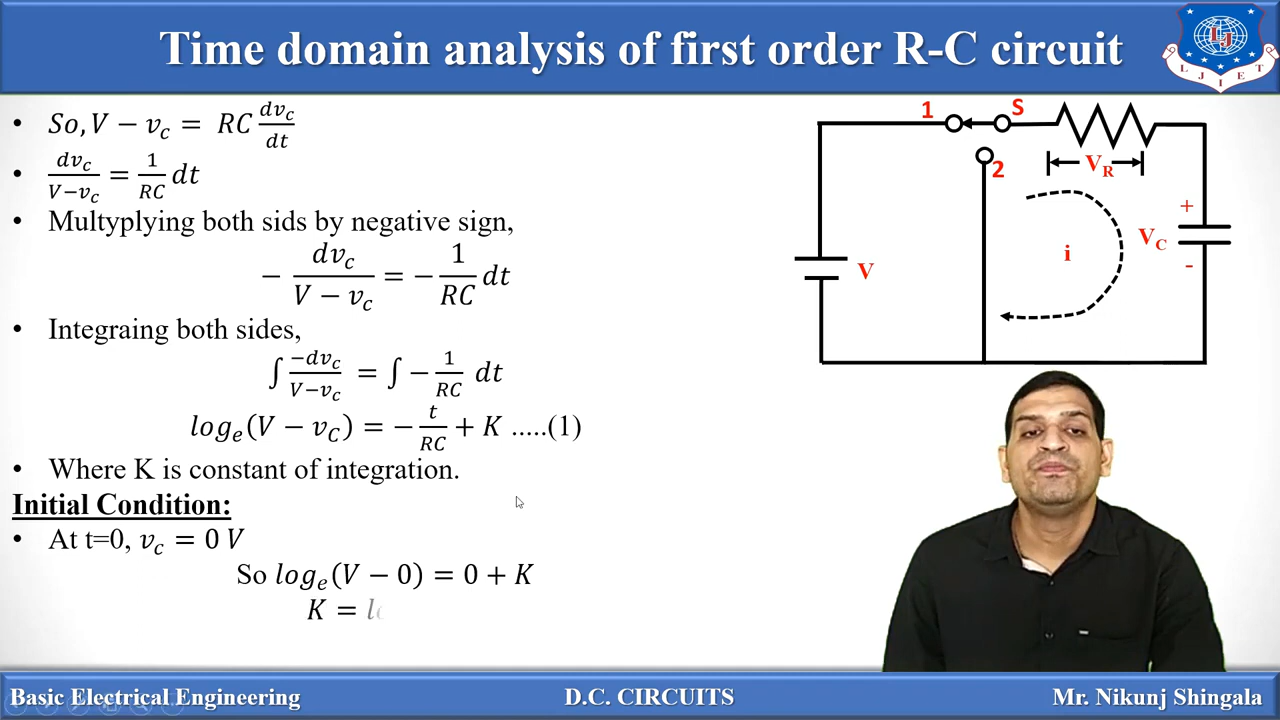 Time domain analysis of first order R-C circuit
LJ
L J I E T
• So, V − v_c = RC dv_c/dt
• dv_c/(V−v_c) = 1/RC dt
• Multyplying both sids by negative sign,
− dv_c/(V − v_c) = − 1/RC dt
• Integraing both sides,
∫ −dv_c/(V−v_c) = ∫ − 1/RC dt
log_e(V − v_C) = − t/RC + K .....(1)
• Where K is constant of integration.
Initial Condition:
• At t=0, v_c = 0 V
So log_e(V − 0) = 0 + K
K = lo
1
S
2
V_R
+
V_C
-
i
V
Basic Electrical Engineering
D.C. CIRCUITS
Mr. Nikunj Shingala